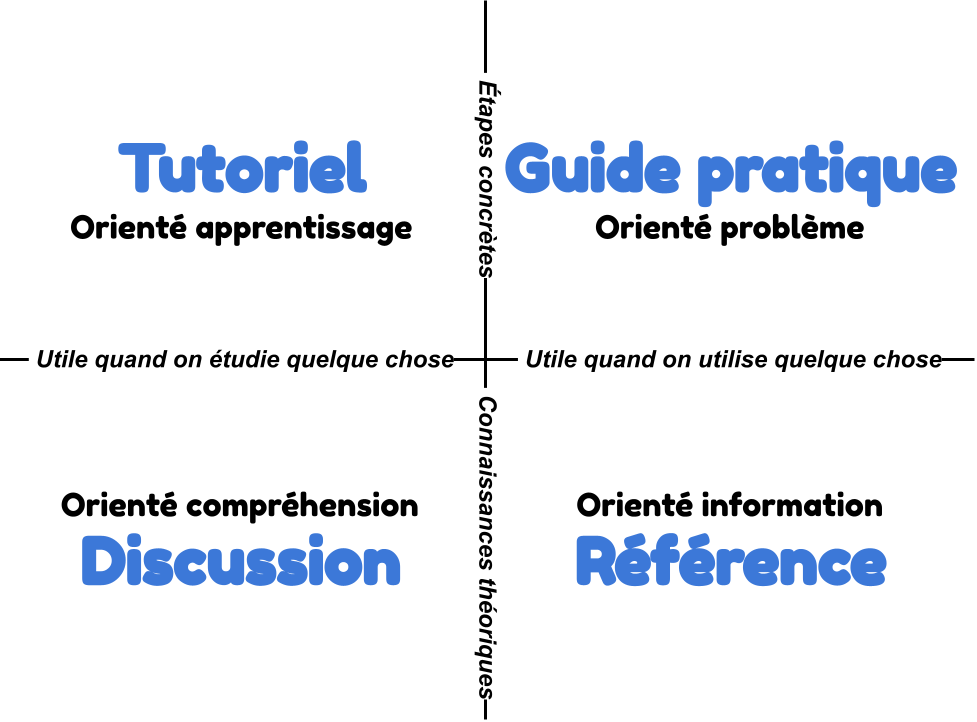 Étapes concrètes
Tutoriel
Orienté apprentissage
Guide pratique
Orienté problème
Utile quand on étudie quelque chose
Utile quand on utilise quelque chose
Connaissances théoriques
Orienté compréhension
Discussion
Orienté information
Référence